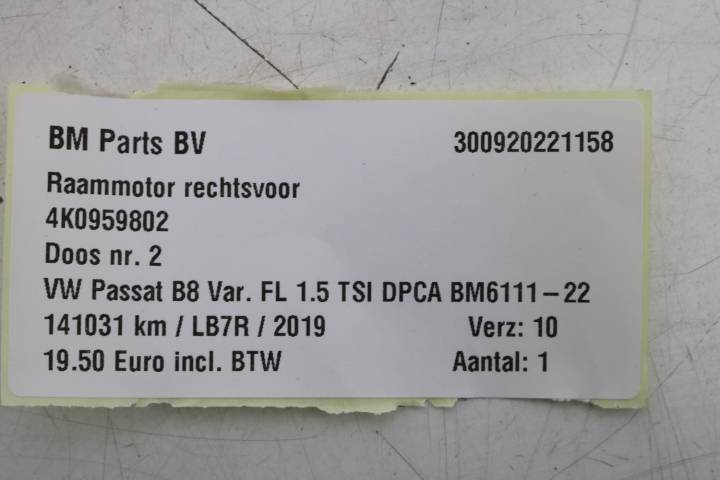 BM Parts BV 300920221158
Raammotor rechtsvoor
4K0959802
Doos nr. 2
VW Passat B8 Var. FL 1.5 TSI DPCA BM6111-22
141031 km / LB7R / 2019 Verz: 10
19.50 Euro incl. BTW Aantal: 1